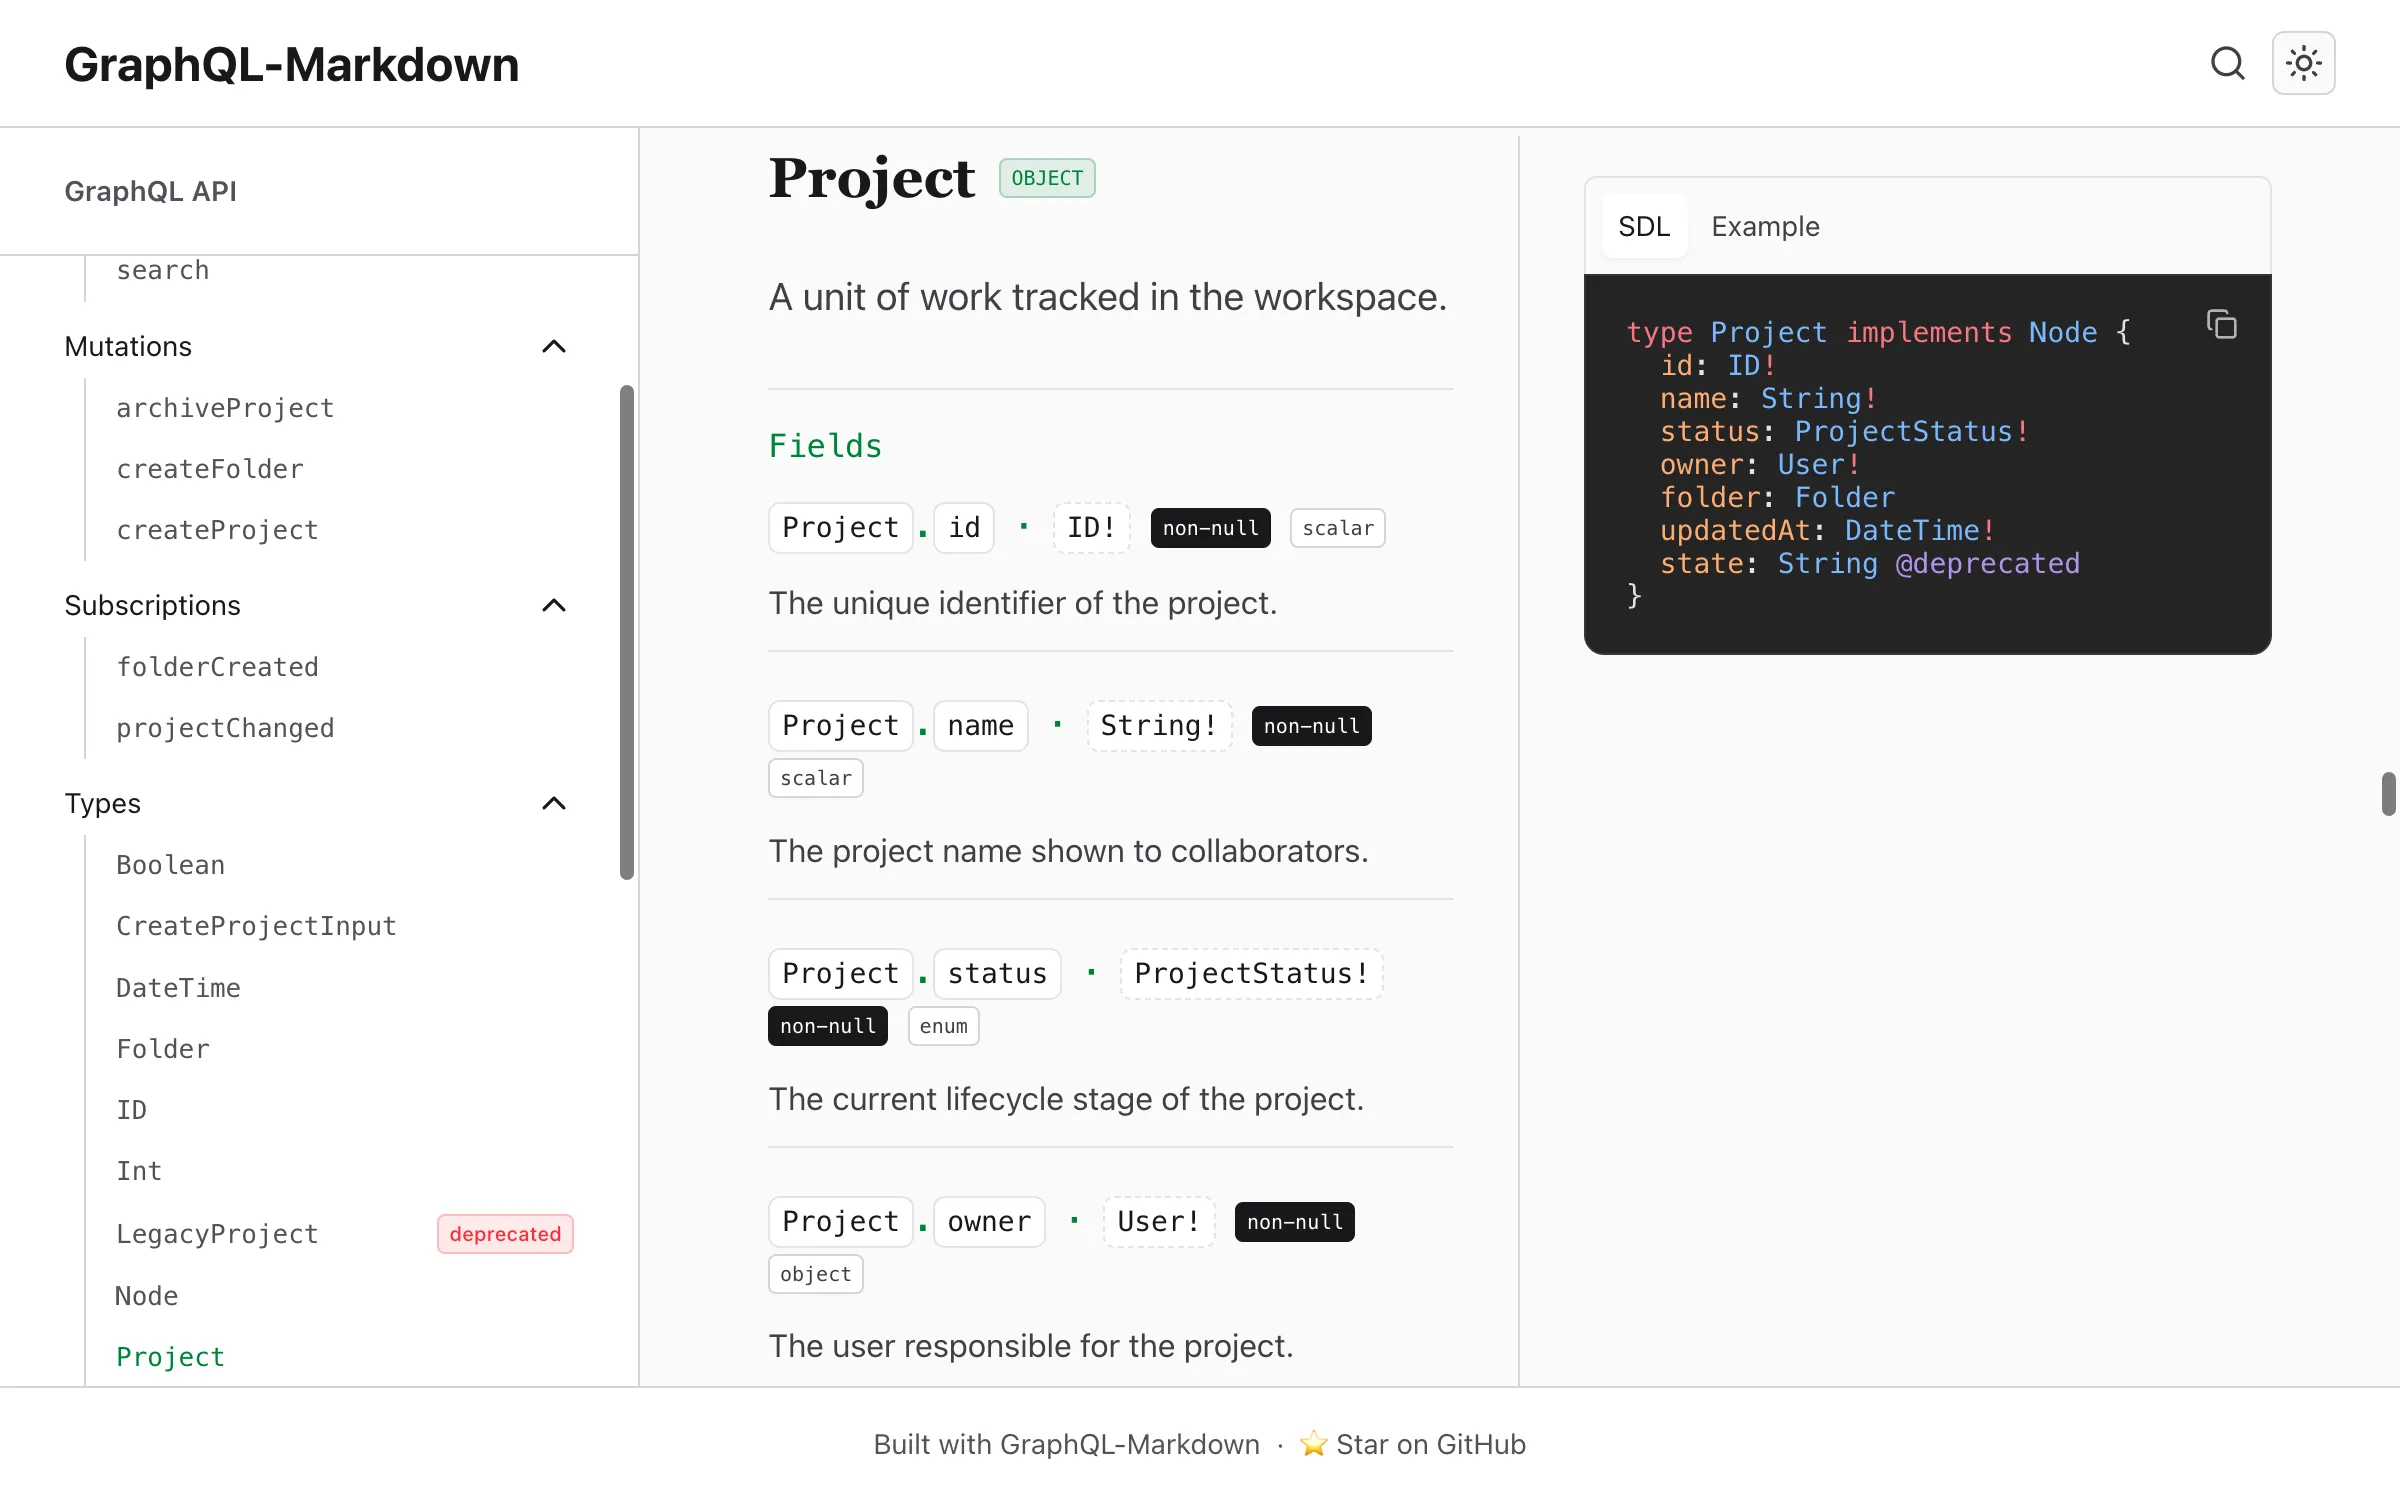 GraphQL-Markdown
GraphQL API
search
Mutations
archiveProject
createFolder
createProject
Subscriptions
folderCreated
projectChanged
Types
Boolean
CreateProjectInput
DateTime
Folder
ID
Int
LegacyProject deprecated
Node
Project
Project OBJECT
A unit of work tracked in the workspace.
Fields
Project.id · ID! non-null scalar
The unique identifier of the project.
Project.name · String! non-null
scalar
The project name shown to collaborators.
Project.status · ProjectStatus!
non-null enum
The current lifecycle stage of the project.
Project.owner · User! non-null
object
The user responsible for the project.
SDL Example
type Project implements Node {
  id: ID!
  name: String!
  status: ProjectStatus!
  owner: User!
  folder: Folder
  updatedAt: DateTime!
  state: String @deprecated
}
Built with GraphQL-Markdown · ⭐ Star on GitHub